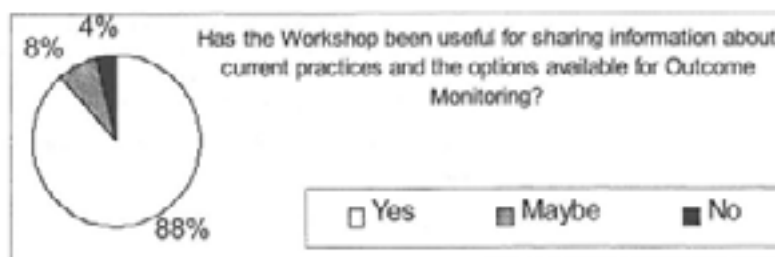 4%
8%
Has the Workshop been useful for sharing information about
current practices and the options available for Outcome
Monitoring?
88%
Yes Maybe No